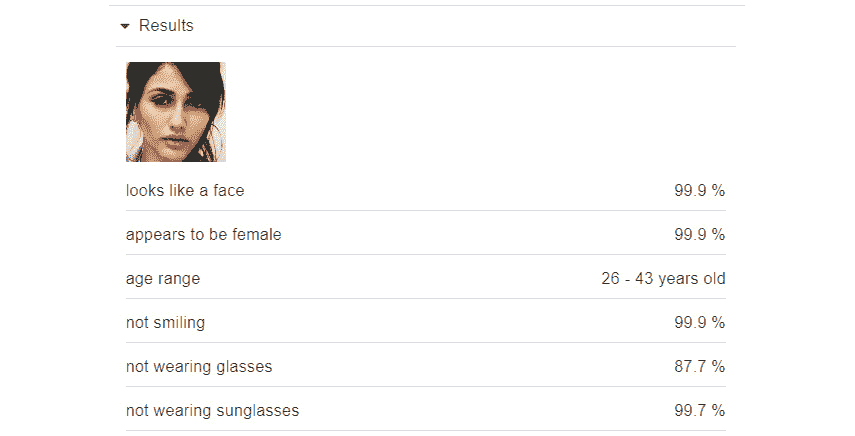 Results
looks like a face 99.9 %
appears to be female 99.9 %
age range 26 - 43 years old
not smiling 99.9 %
not wearing glasses 87.7 %
not wearing sunglasses 99.7 %